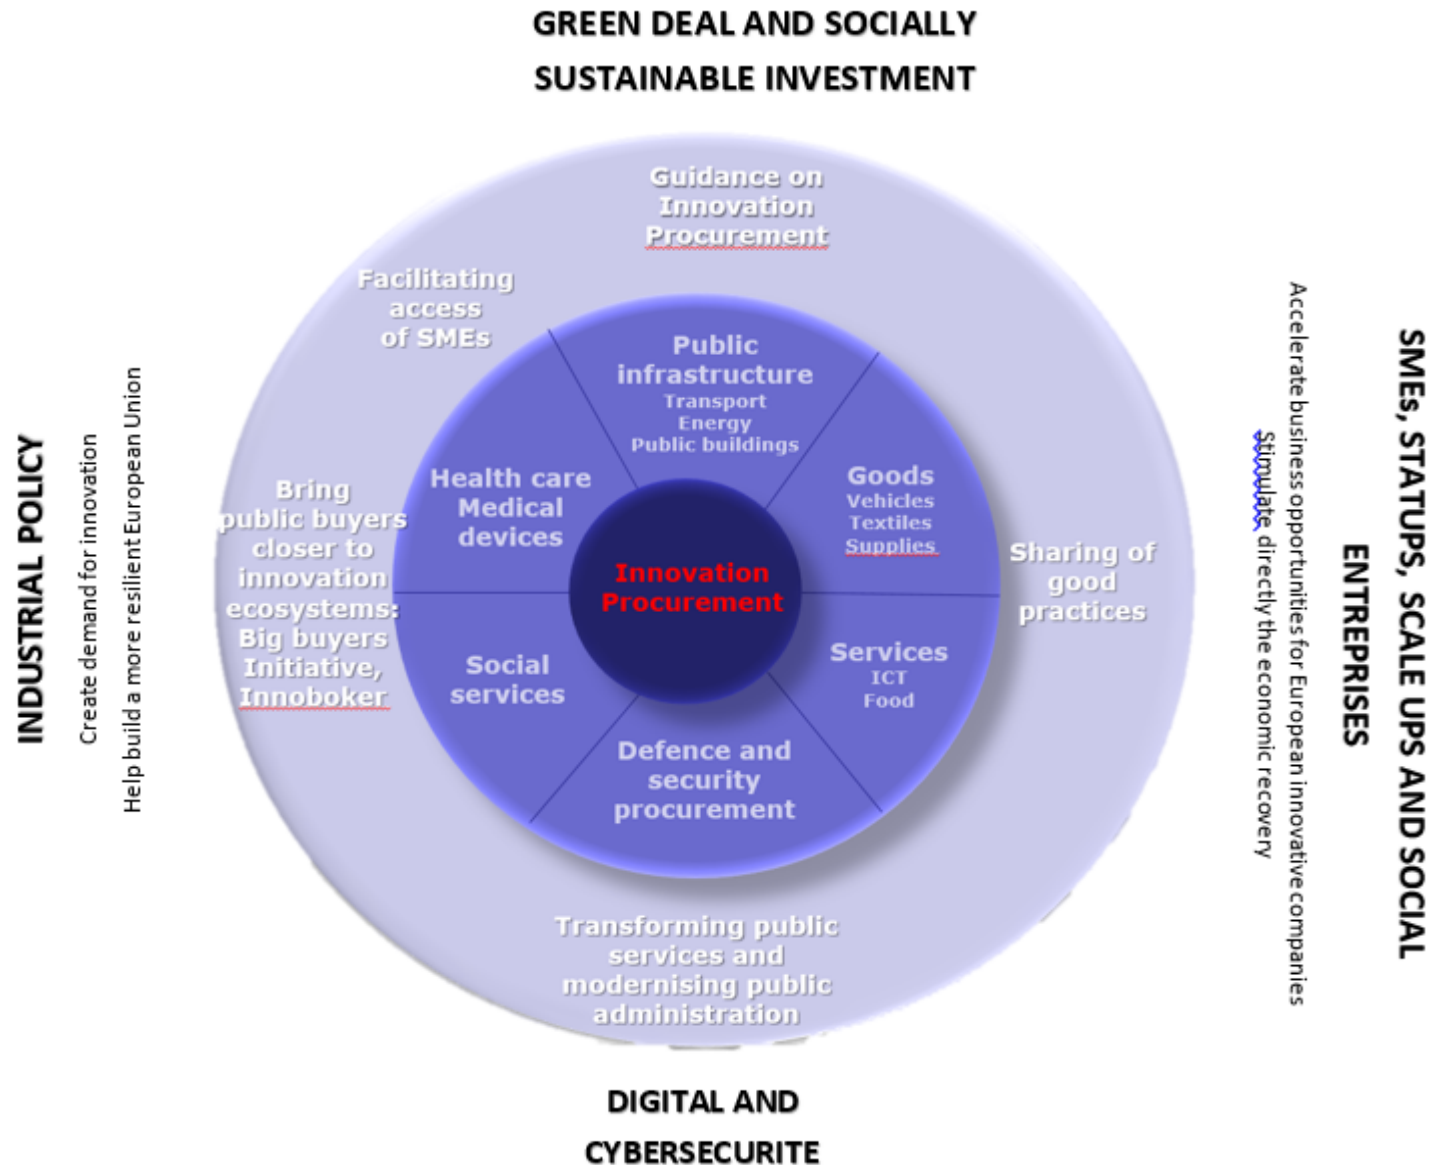 GREEN DEAL AND SOCIALLY
SUSTAINABLE INVESTMENT
Guidance on
Innovation
Procurement
Facilitating
access
of SMEs
Public
infrastructure
Transport
Energy
Public buildings
Health care
Medical
devices
Goods
Vehicles
Textiles
Supplies
Bring
public buyers
closer to
innovation
ecosystems:
Big buyers
Initiative,
Innoboker
Innovation
Procurement
Sharing of
good
practices
Social
services
Services
ICT
Food
Defence and
security
procurement
Transforming public
services and
modernising public
administration
INDUSTRIAL POLICY
Create demand for innovation
Help build a more resilient European Union
SMEs, STATUPS, SCALE UPS AND SOCIAL
ENTREPRISES
Accelerate business opportunities for European innovative companies
Stimulate directly the economic recovery
DIGITAL AND
CYBERSECURITE